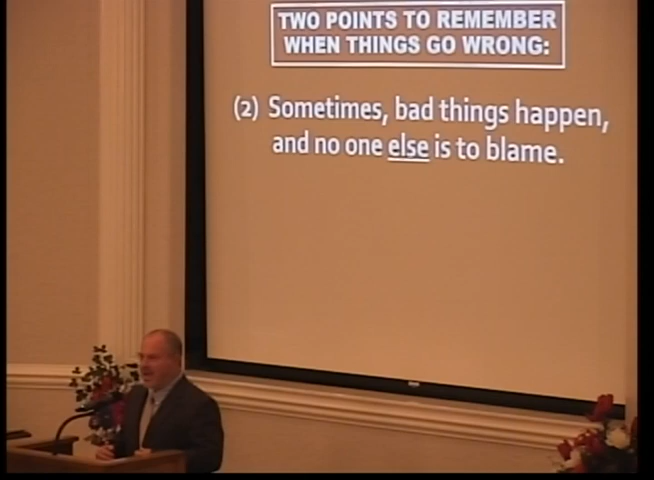 TWO POINTS TO REMEMBER
WHEN THINGS GO WRONG:
(2) Sometimes, bad things happen,
and no one else is to blame.